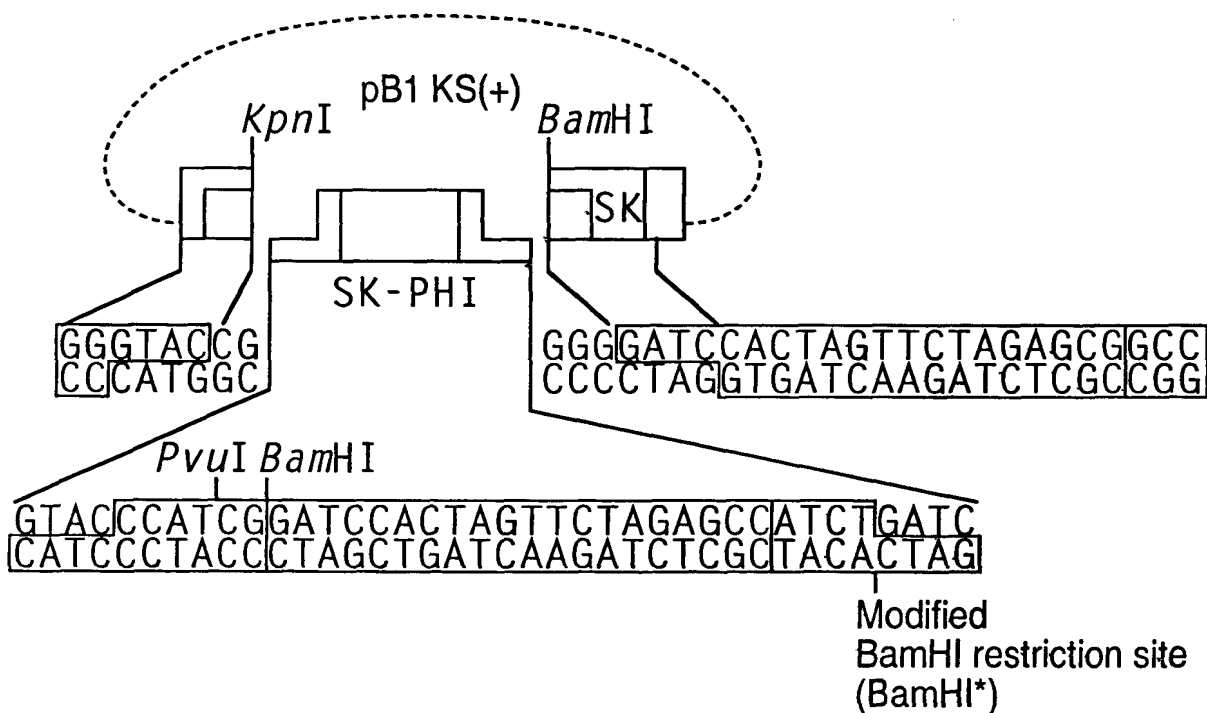 pB1 KS(+)
KpnI BamHI
SK
SK-PHI
GGGTACCG
CCCATGGC
GGGGATCCACTAGTTCTAGAGCGGCC
CCCCTAGGTGATCAAGATCTCGCCGG
PvuI BamHI
GTACCCATCGGATCCACTAGTTCTAGAGCCATCTGATC
CATCCCTACCCTAGCTGATCAAGATCTCGCTACACTAG
Modified
BamHI restriction site
(BamHI*)